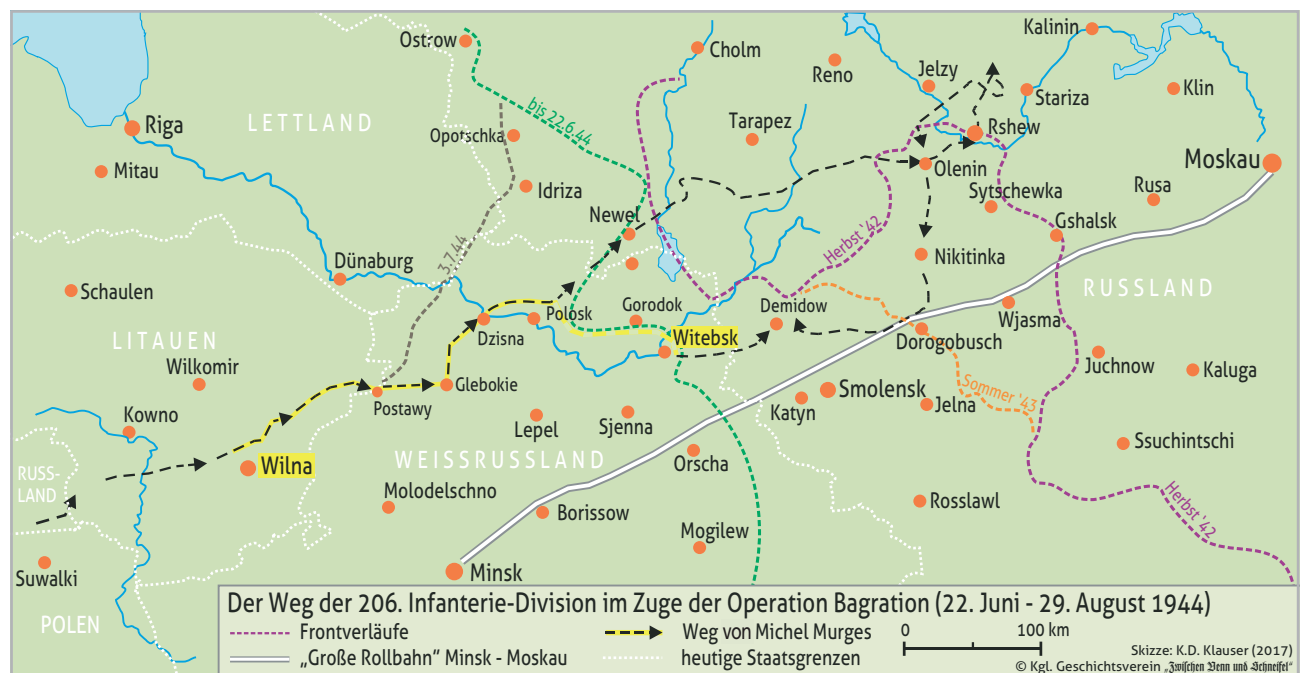 Ostrow
Cholm
Kalinin
Reno
Jelzy
Stariza
Klin
bis 22.6.44
Riga
LETTLAND
Opotschka
Tarapez
Rshew
Mitau
Idriza
Olenin
Moskau
Sytschewka
Rusa
Newel
Herbst '42
Gshalsk
3.7.44
Dünaburg
Nikitinka
Schaulen
RUSSLAND
Gorodok
Demidow
Wjasma
Dzisna
Polosk
LITAUEN
Witebsk
Dorogobusch
Wilkomir
Juchnow
Kaluga
Glebokie
Sommer '43
Postawy
Smolensk
Katyn
Jelna
Kowno
Lepel
Sjenna
Ssuchintschi
Wilna
WEISSRUSSLAND
Orscha
RUSS-
LAND
Molodelschno
Rosslawl
Herbst '42
Borissow
Mogilew
Suwalki
Minsk
POLEN
Der Weg der 206. Infanterie-Division im Zuge der Operation Bagration (22. Juni - 29. August 1944)
Frontverläufe
Weg von Michel Murges
0 100 km
„Große Rollbahn“ Minsk - Moskau
heutige Staatsgrenzen
Skizze: K.D. Klauser (2017)
© Kgl. Geschichtsverein „Zwischen Venn und Schneifel“